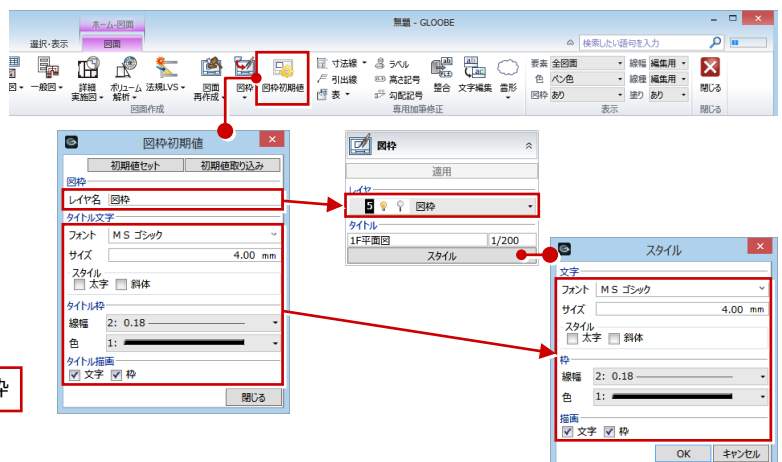 ホーム-図面
無題 - GLOOBE
選択・表示
図面
検索したい語句を入力
図
一般図
詳細
実施図
ボリューム
解析
法規LVS
図面
再作成
図枠
図枠初期値
図面作成
寸法線
引出線
表
ラベル
高さ記号
勾配記号
整合
文字編集
雲形
専用加筆修正
要素 全図面
色 ペン色
図枠 あり
線幅 編集用
線種 編集用
塗り あり
表示
閉じる
閉じる
図枠初期値
初期値セット
初期値取り込み
図枠
レイヤ名 図枠
タイトル文字
フォント MS ゴシック
サイズ 4.00 mm
スタイル
太字 斜体
タイトル枠
線幅 2: 0.18
色 1:
タイトル描画
文字 枠
閉じる
図枠
適用
レイヤ
5 図枠
タイトル
1F平面図 1/200
スタイル
スタイル
文字
フォント MS ゴシック
サイズ 4.00 mm
スタイル
太字 斜体
枠
線幅 2: 0.18
色 1:
描画
文字 枠
OK キャンセル
枠